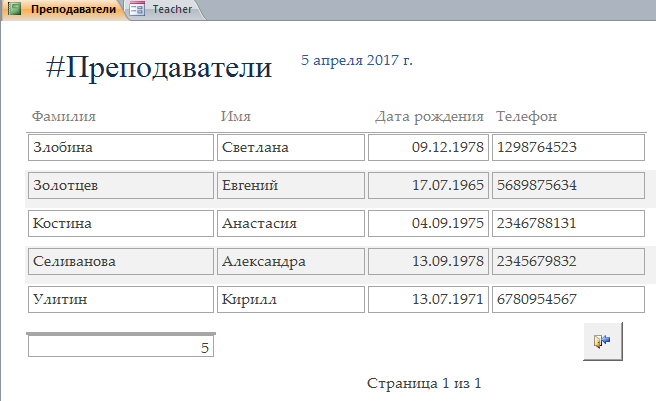 Преподаватели Teacher
#Преподаватели 5 апреля 2017 г.
Фамилия Имя Дата рождения Телефон
Злобина Светлана 09.12.1978 1298764523
Золотцев Евгений 17.07.1965 5689875634
Костина Анастасия 04.09.1975 2346788131
Селиванова Александра 13.09.1978 2345679832
Улитин Кирилл 13.07.1971 6780954567
5
Страница 1 из 1